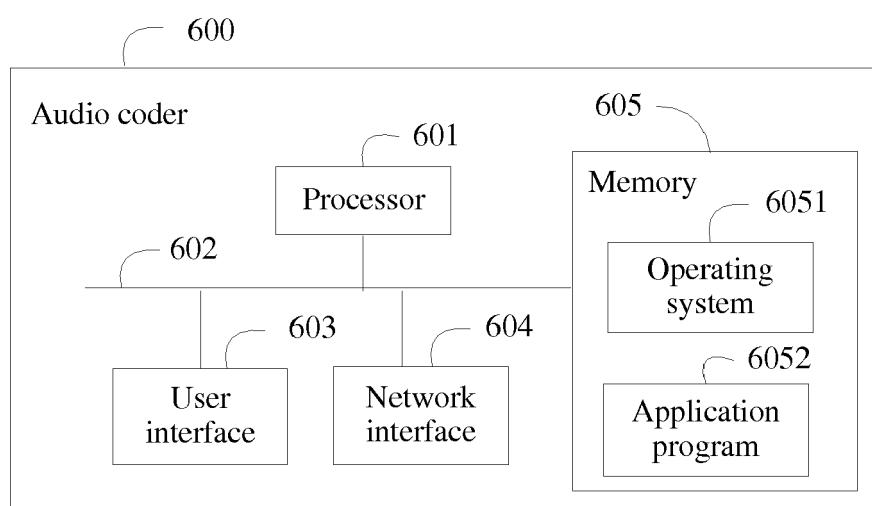 600
Audio coder
605
601
Processor
Memory
6051
602
Operating
system
603
604
6052
User
interface
Network
interface
Application
program